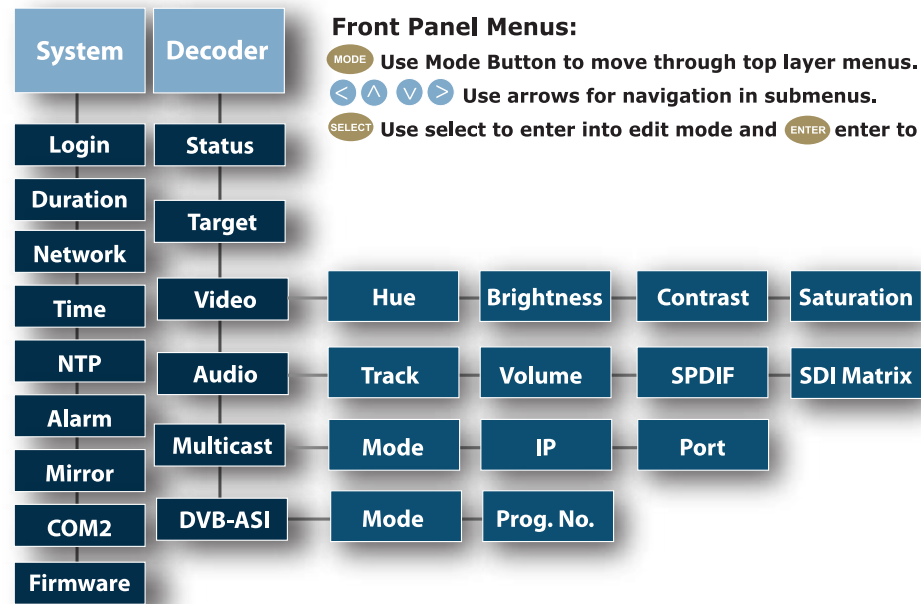 System
Decoder
Front Panel Menus:
MODE Use Mode Button to move through top layer menus.
< ∧ ∨ > Use arrows for navigation in submenus.
SELECT Use select to enter into edit mode and ENTER enter to
Login
Status
Duration
Target
Network
Time
Video
Hue
Brightness
Contrast
Saturation
NTP
Audio
Track
Volume
SPDIF
SDI Matrix
Alarm
Multicast
Mode
IP
Port
Mirror
COM2
DVB-ASI
Mode
Prog. No.
Firmware